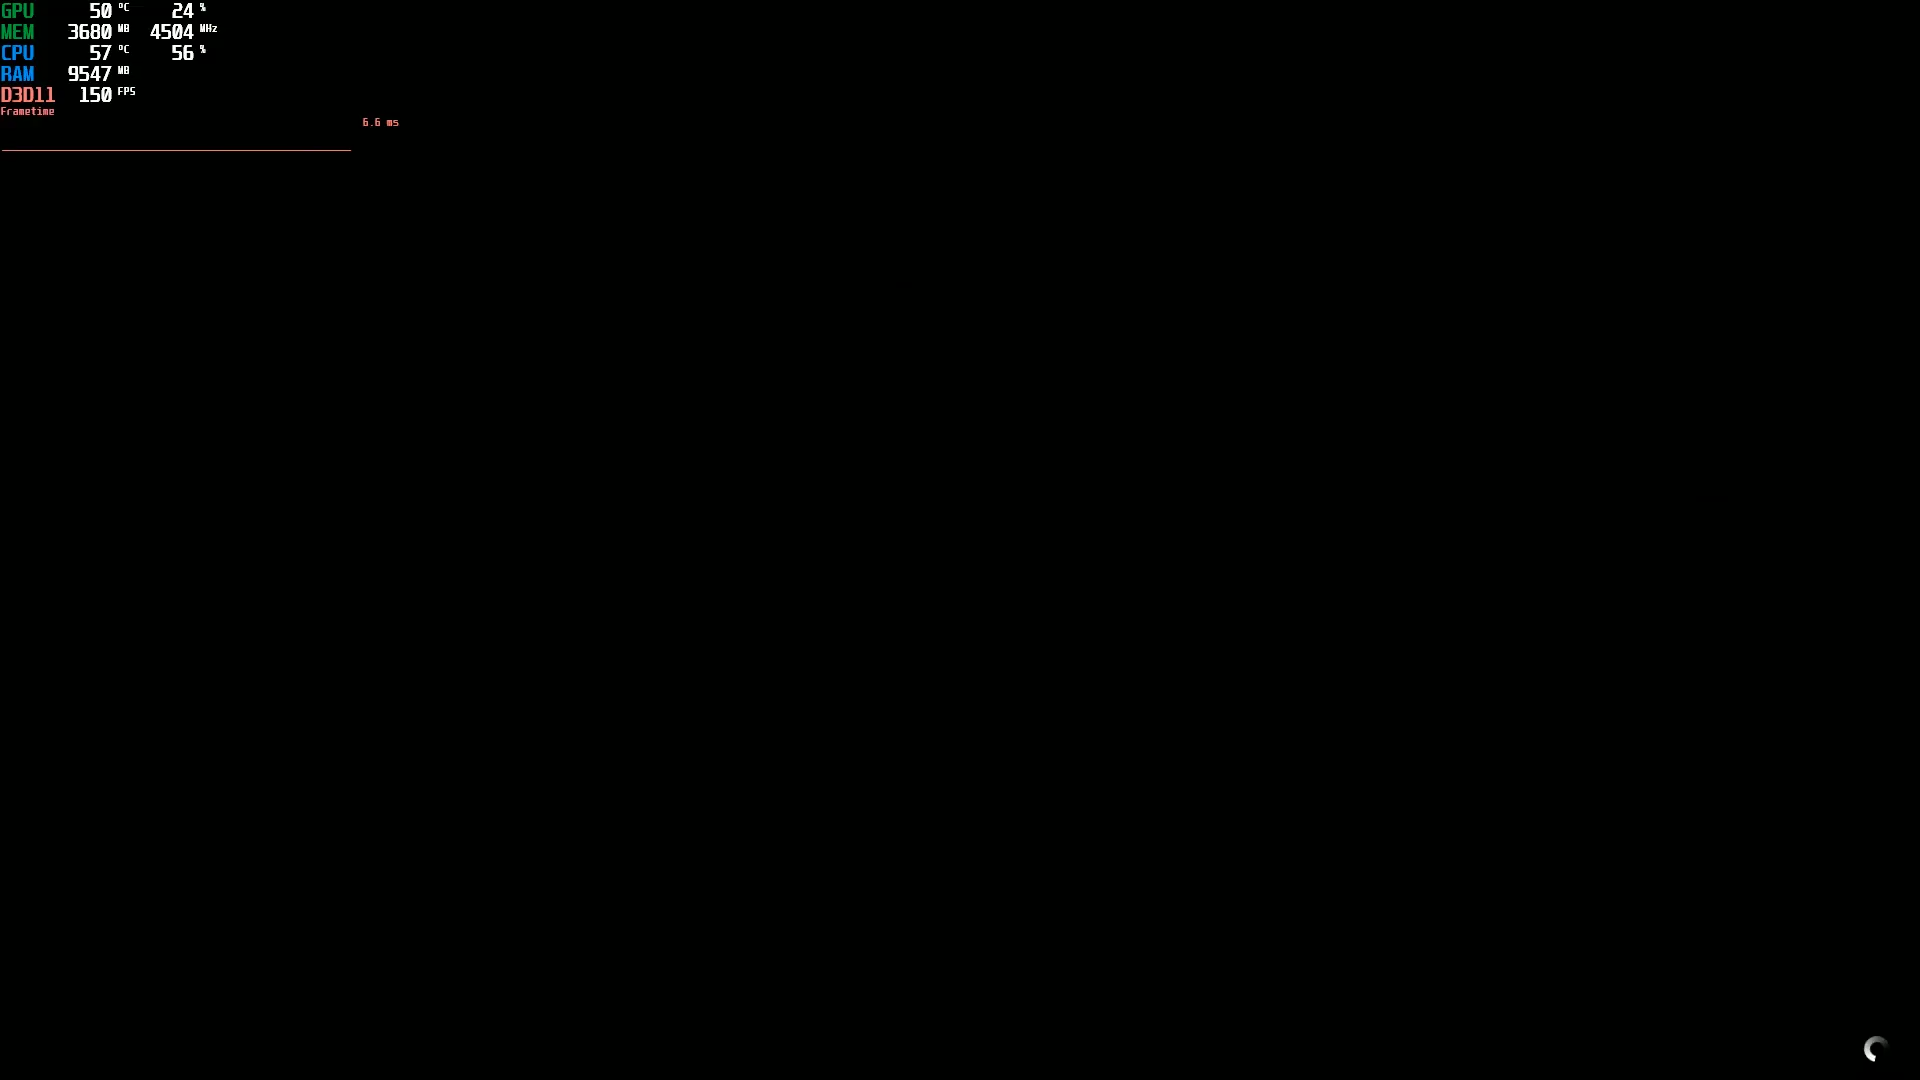 GPU 50 °C 24 %
MEM 3680 MB 4504 MHz
CPU 57 °C 56 %
RAM 9547 MB
D3D11 150 FPS
Frametime
6.6 ms